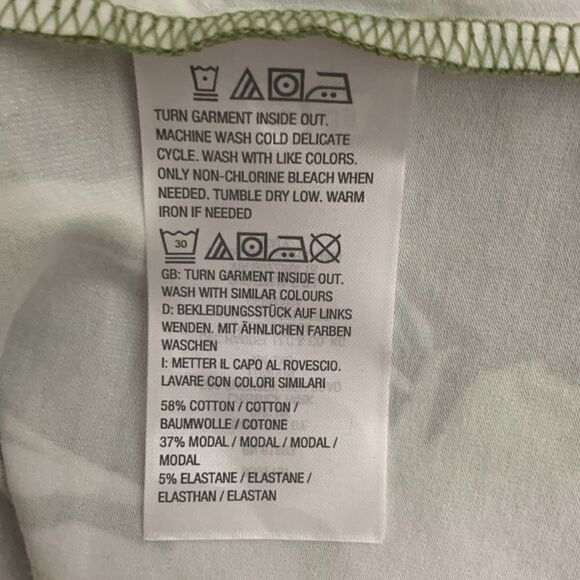 TURN GARMENT INSIDE OUT.
MACHINE WASH COLD DELICATE
CYCLE. WASH WITH LIKE COLORS.
ONLY NON-CHLORINE BLEACH WHEN
NEEDED. TUMBLE DRY LOW. WARM
IRON IF NEEDED
30
GB: TURN GARMENT INSIDE OUT.
WASH WITH SIMILAR COLOURS
D: BEKLEIDUNGSSTÜCK AUF LINKS
WENDEN. MIT ÄHNLICHEN FARBEN
WASCHEN
I: METTER IL CAPO AL ROVESCIO.
LAVARE CON COLORI SIMILARI
58% COTTON / COTTON /
BAUMWOLLE / COTONE
37% MODAL / MODAL / MODAL /
MODAL
5% ELASTANE / ELASTANE /
ELASTHAN / ELASTAN